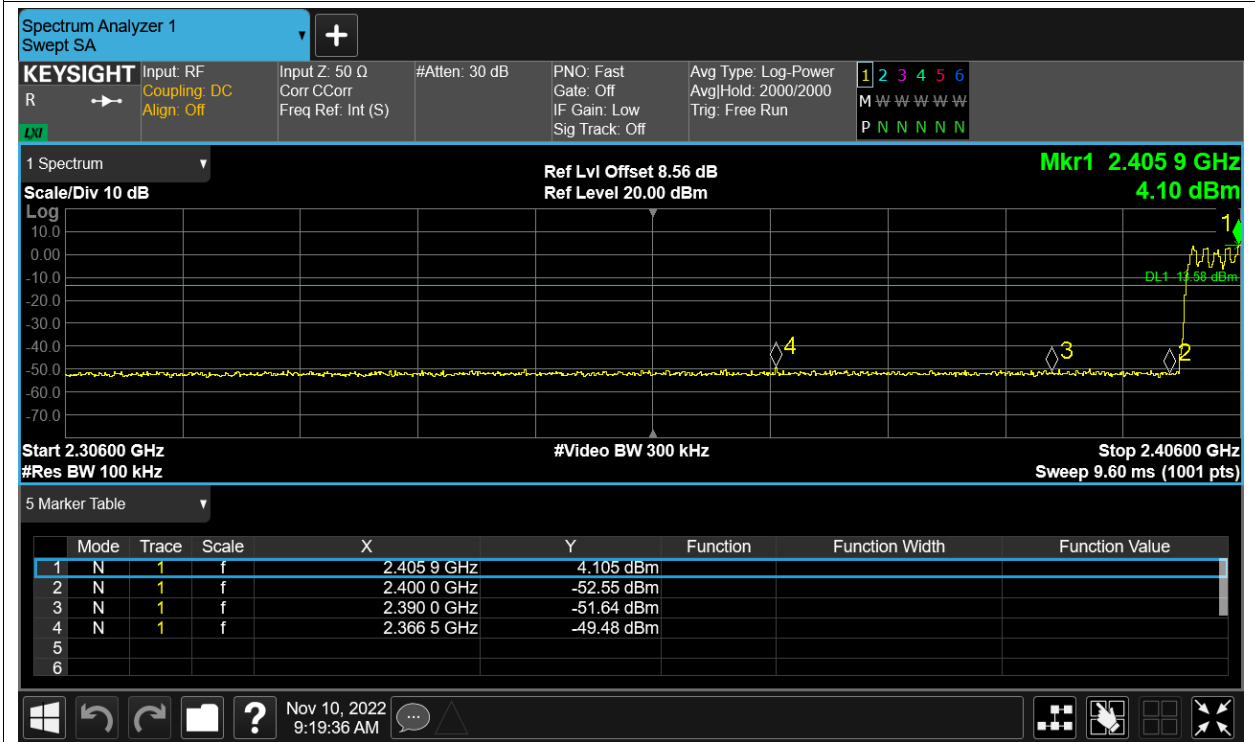 Spectrum Analyzer 1
Swept SA
KEYSIGHT
R
LXI
Input: RF
Coupling: DC
Align: Off
Input Z: 50 Ω
Corr CCorr
Freq Ref: Int (S)
#Atten: 30 dB
PNO: Fast
Gate: Off
IF Gain: Low
Sig Track: Off
Avg Type: Log-Power
Avg|Hold: 2000/2000
Trig: Free Run
1 2 3 4 5 6
M W W W W W
P N N N N N
1 Spectrum
Scale/Div 10 dB
Ref Lvl Offset 8.56 dB
Ref Level 20.00 dBm
Mkr1 2.405 9 GHz
4.10 dBm
Log
10.0
0.00
-10.0
-20.0
-30.0
-40.0
-50.0
-60.0
-70.0
1
DL1 -13.58 dBm
4
3
2
Start 2.30600 GHz
#Video BW 300 kHz
Stop 2.40600 GHz
#Res BW 100 kHz
Sweep 9.60 ms (1001 pts)
5 Marker Table
Mode Trace Scale X Y Function Function Width Function Value
1 N 1 f 2.405 9 GHz 4.105 dBm
2 N 1 f 2.400 0 GHz -52.55 dBm
3 N 1 f 2.390 0 GHz -51.64 dBm
4 N 1 f 2.366 5 GHz -49.48 dBm
5
6
?
Nov 10, 2022
9:19:36 AM